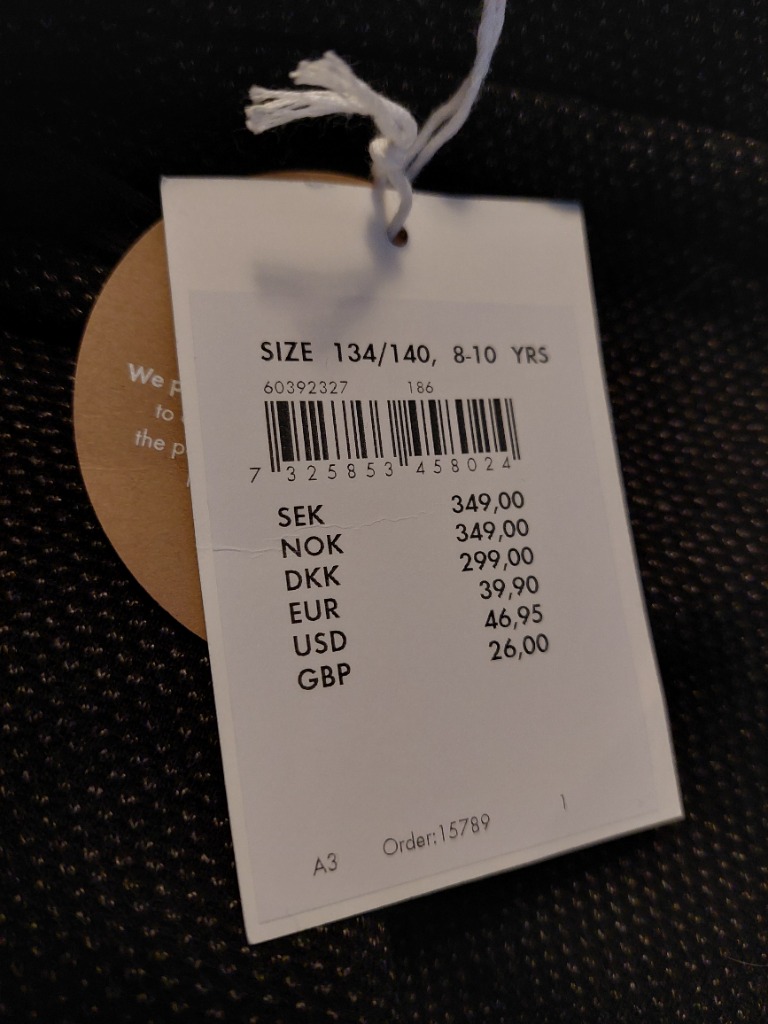 SIZE 134/140, 8-10 YRS
60392327 186
7 325853 458024
SEK 349,00
NOK 349,00
DKK 299,00
EUR 39,90
USD 46,95
GBP 26,00
A3 Order:15789 1
We
to
the